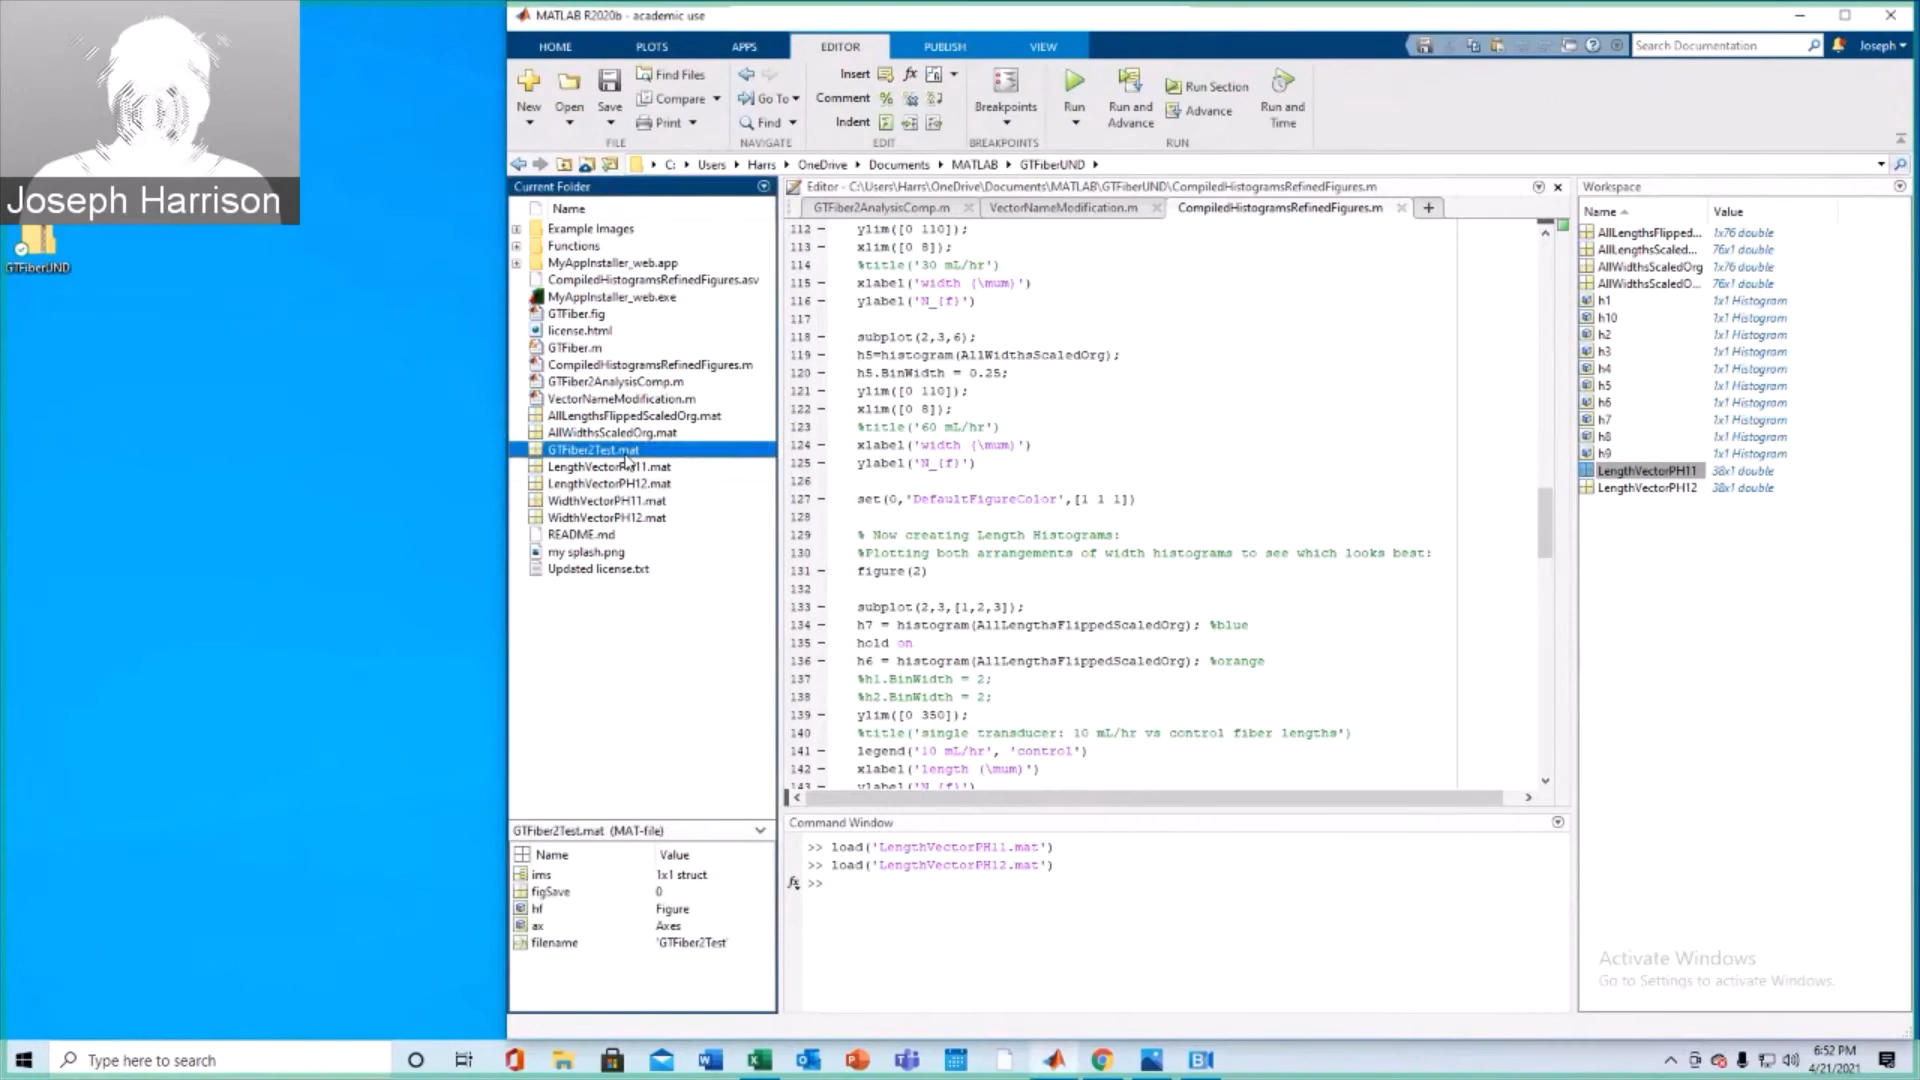 Joseph Harrison
GTFiberUND
MATLAB R2020b - academic use
HOME PLOTS APPS EDITOR PUBLISH VIEW
Search Documentation
Joseph
New Open Save
Find Files
Compare
Print
FILE
Go To
Find
NAVIGATE
Insert
Comment
Indent
EDIT
Breakpoints
BREAKPOINTS
Run
Run and Advance
Run Section
Advance
Run and Time
RUN
C: Users Harris OneDrive Documents MATLAB GTFiberUND
Current Folder
Name
Example Images
Functions
MyAppInstaller_web.app
CompiledHistogramsRefinedFigures.asv
MyAppInstaller_web.exe
GTFiber.fig
license.html
GTFiber.m
CompiledHistogramsRefinedFigures.m
GTFiber2AnalysisComp.m
VectorNameModification.m
AllLengthsFlippedScaledOrg.mat
AllWidthsScaledOrg.mat
GTFiber2Test.mat
LengthVectorPH11.mat
LengthVectorPH12.mat
WidthVectorPH11.mat
WidthVectorPH12.mat
README.md
my splash.png
Updated license.txt
GTFiber2Test.mat (MAT-file)
Name Value
ims 1x1 struct
figSave 0
hf Figure
ax Axes
filename 'GTFiber2Test'
Editor - C:\Users\Harris\OneDrive\Documents\MATLAB\GTFiberUND\CompiledHistogramsRefinedFigures.m
GTFiber2AnalysisComp.m VectorNameModification.m CompiledHistogramsRefinedFigures.m
112 - ylim([0 110]);
113 - xlim([0 8]);
114 %title('30 mL/hr')
115 - xlabel('width (\mum)')
116 - ylabel('N_{f}')
117
118 - subplot(2,3,6);
119 - h5=histogram(AllWidthsScaledOrg);
120 - h5.BinWidth = 0.25;
121 - ylim([0 110]);
122 - xlim([0 8]);
123 %title('60 mL/hr')
124 - xlabel('width (\mum)')
125 - ylabel('N_{f}')
126
127 - set(0,'DefaultFigureColor',[1 1 1])
128
129 % Now creating Length Histograms:
130 %Plotting both arrangements of width histograms to see which looks best:
131 - figure(2)
132
133 - subplot(2,3,[1,2,3]);
134 - h7 = histogram(AllLengthsFlippedScaledOrg); %blue
135 - hold on
136 - h6 = histogram(AllLengthsFlippedScaledOrg); %orange
137 %h1.BinWidth = 2;
138 %h2.BinWidth = 2;
139 - ylim([0 350]);
140 %title('single transducer: 10 mL/hr vs control fiber lengths')
141 - legend('10 mL/hr', 'control')
142 - xlabel('length (\mum)')
143 - ylabel('N_{f}')
Command Window
>> load('LengthVectorPH11.mat')
>> load('LengthVectorPH12.mat')
fx >>
Workspace
Name Value
AllLengthsFlipped... 1x76 double
AllLengthsScaled... 76x1 double
AllWidthsScaledOrg 1x76 double
AllWidthsScaledO... 76x1 double
h1 1x1 Histogram
h10 1x1 Histogram
h2 1x1 Histogram
h3 1x1 Histogram
h4 1x1 Histogram
h5 1x1 Histogram
h6 1x1 Histogram
h7 1x1 Histogram
h8 1x1 Histogram
h9 1x1 Histogram
LengthVectorPH11 38x1 double
LengthVectorPH12 38x1 double
Activate Windows
Go to Settings to activate Windows.
Type here to search
6:52 PM
4/21/2021